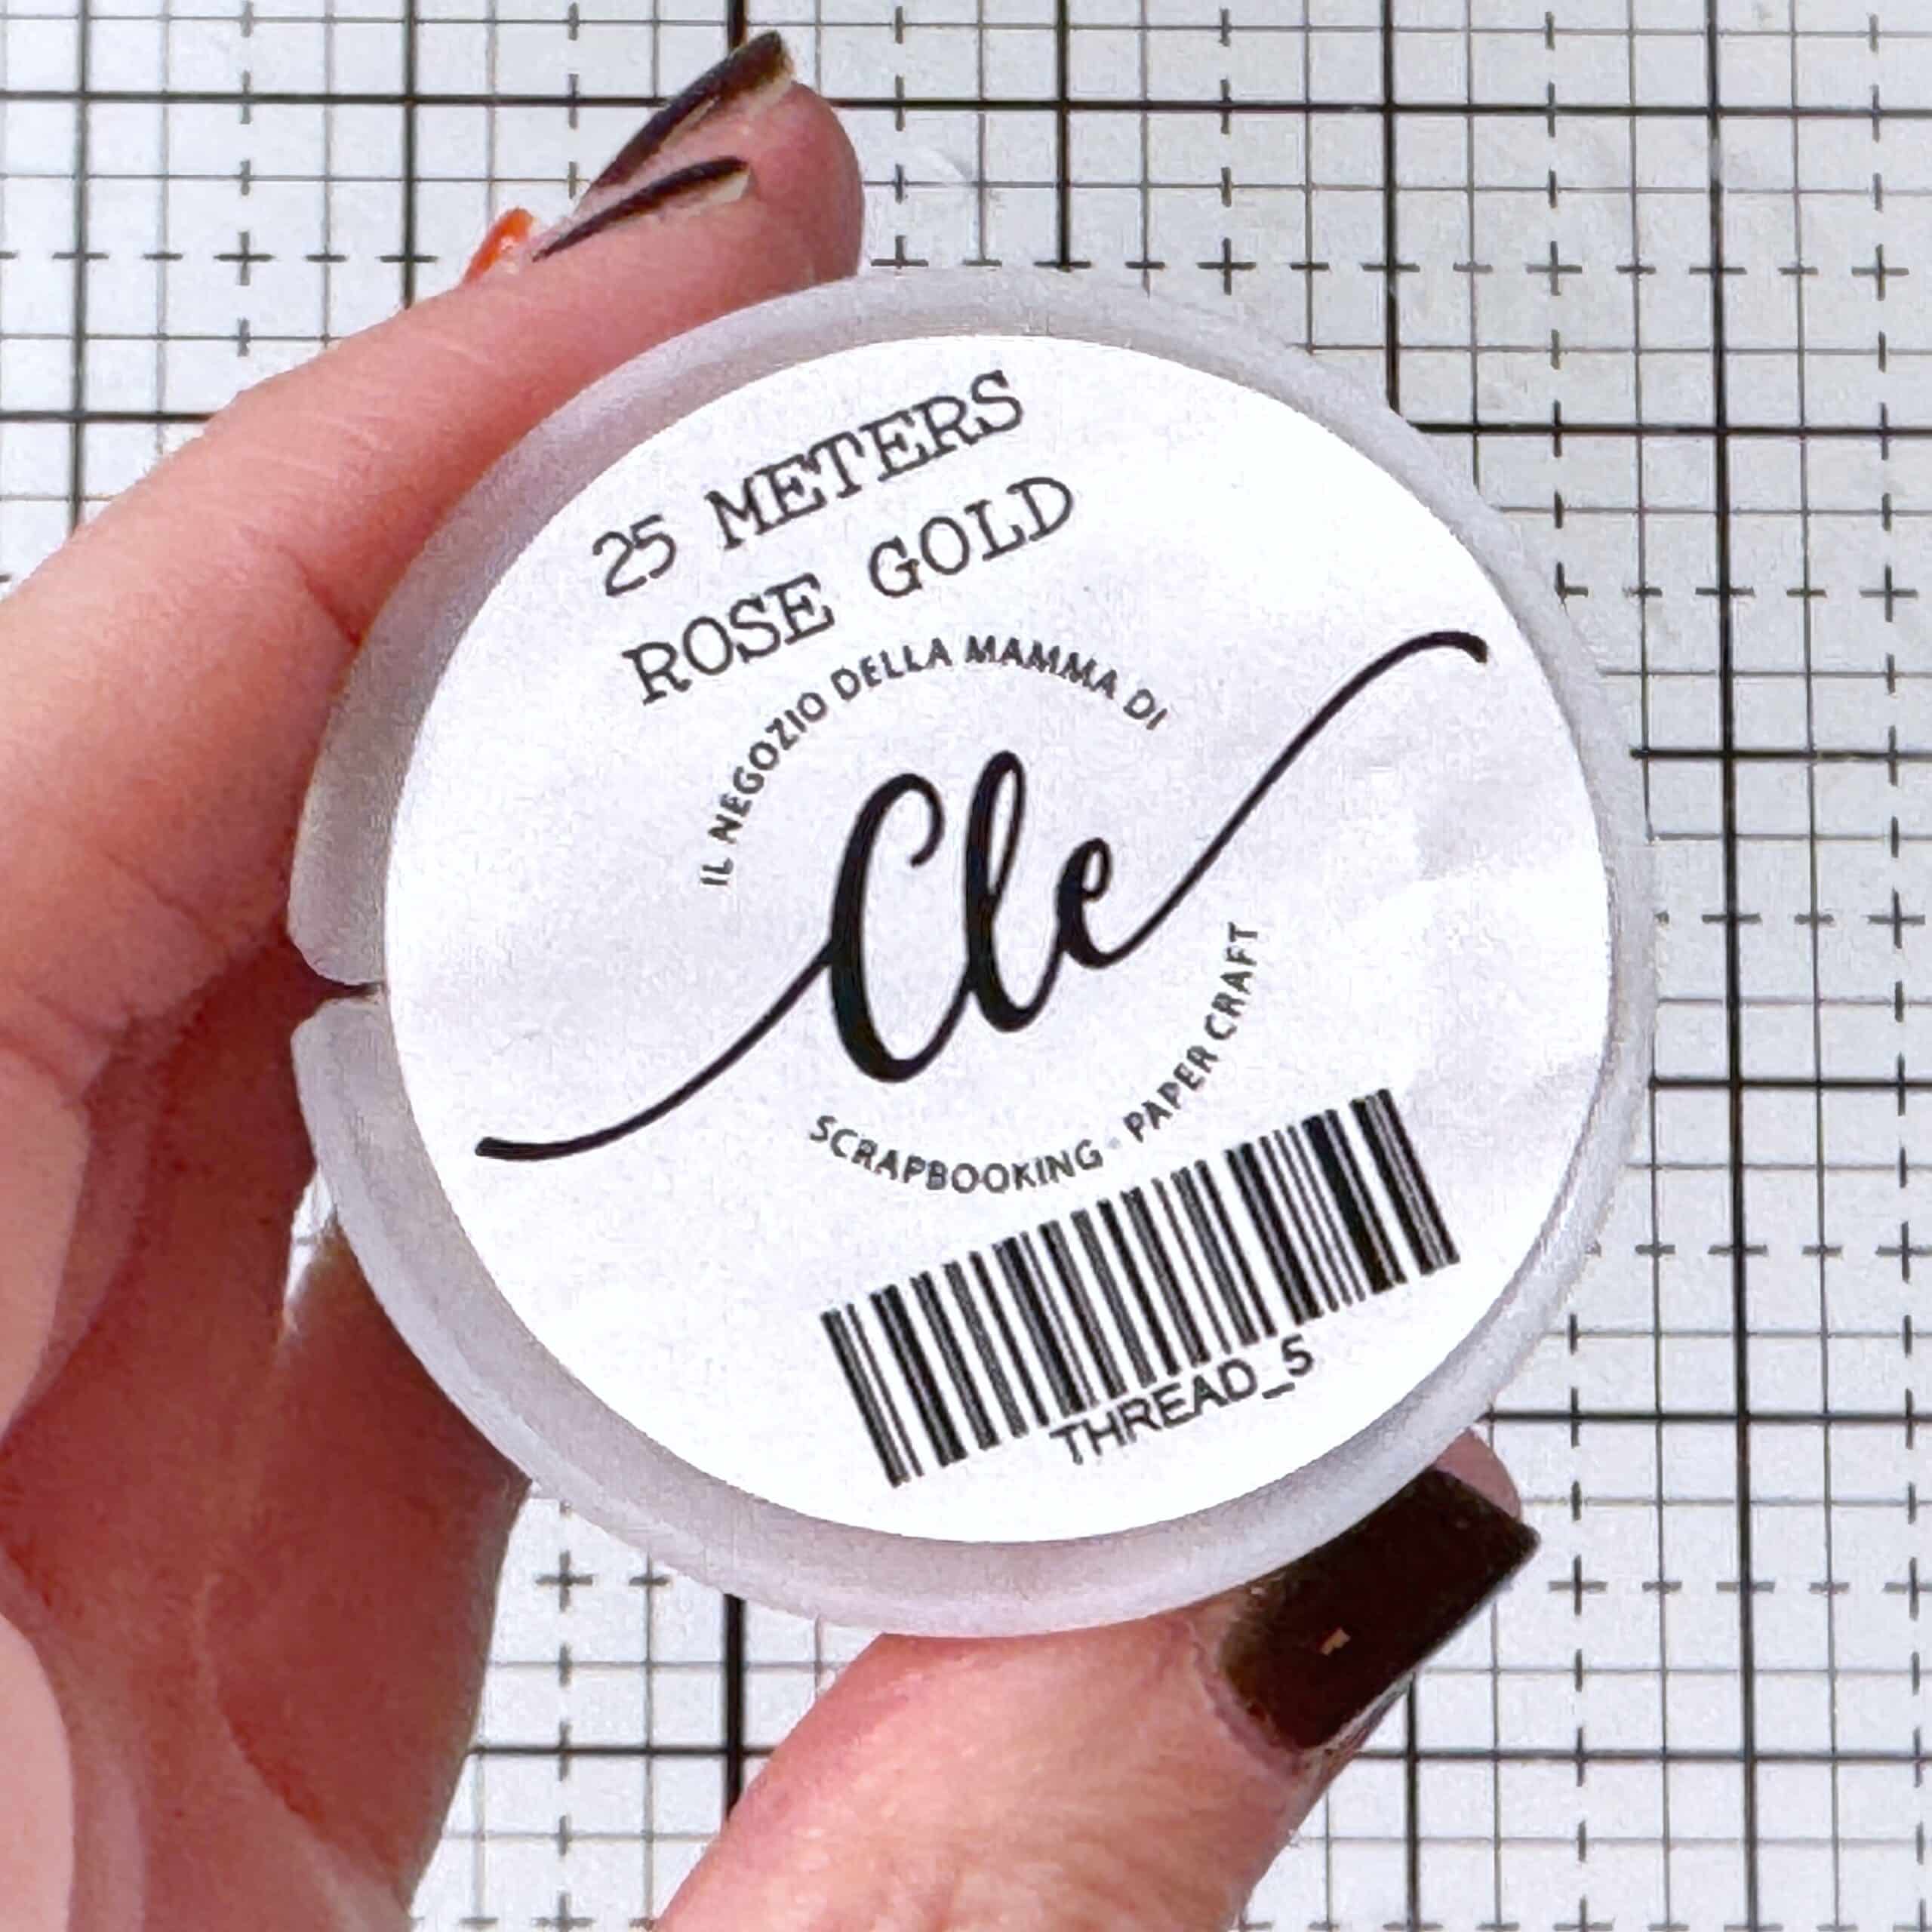 25 METERS
ROSE GOLD
IL NEGOZIO DELLA MAMMA DI
Cle
SCRAPBOOKING • PAPER CRAFT
THREAD_5